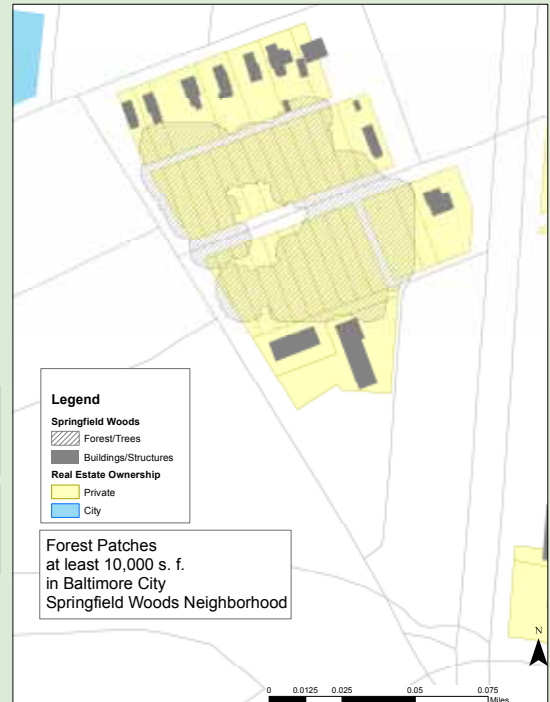 Legend
Springfield Woods
Forest/Trees
Buildings/Structures
Real Estate Ownership
Private
City
Forest Patches
at least 10,000 s. f.
in Baltimore City
Springfield Woods Neighborhood
N
0 0.0125 0.025 0.05 0.075
Miles